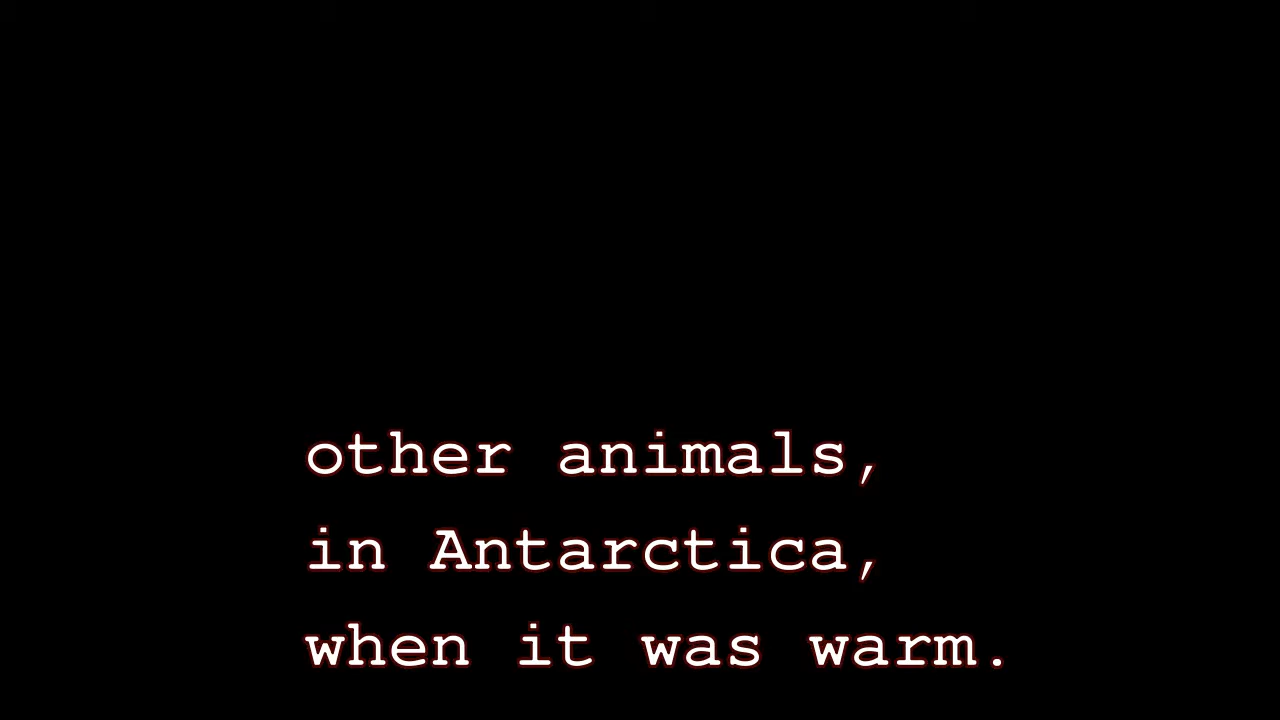 other animals,
in Antarctica,
when it was warm.